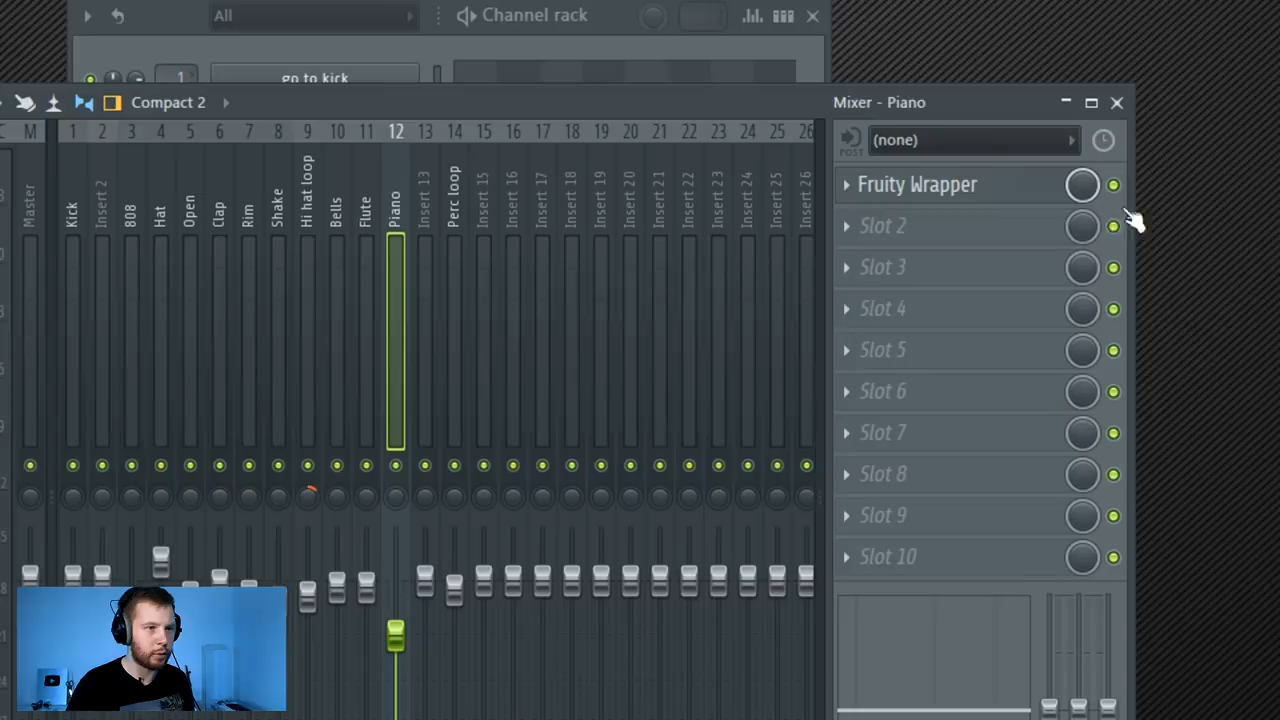 All
Channel rack
1
go to kick
Compact 2
Mixer - Piano
C M 1 2 3 4 5 6 7 8 9 10 11 12 13 14 15 16 17 18 19 20 21 22 23 24 25 26
POST
(none)
Master
Kick
Insert 2
808
Hat
Open
Clap
Rim
Shake
Hi hat loop
Bells
Flute
Piano
Insert 13
Perc loop
Insert 15
Insert 16
Insert 17
Insert 18
Insert 19
Insert 20
Insert 21
Insert 22
Insert 23
Insert 24
Insert 25
Insert 26
Fruity Wrapper
Slot 2
Slot 3
Slot 4
Slot 5
Slot 6
Slot 7
Slot 8
Slot 9
Slot 10